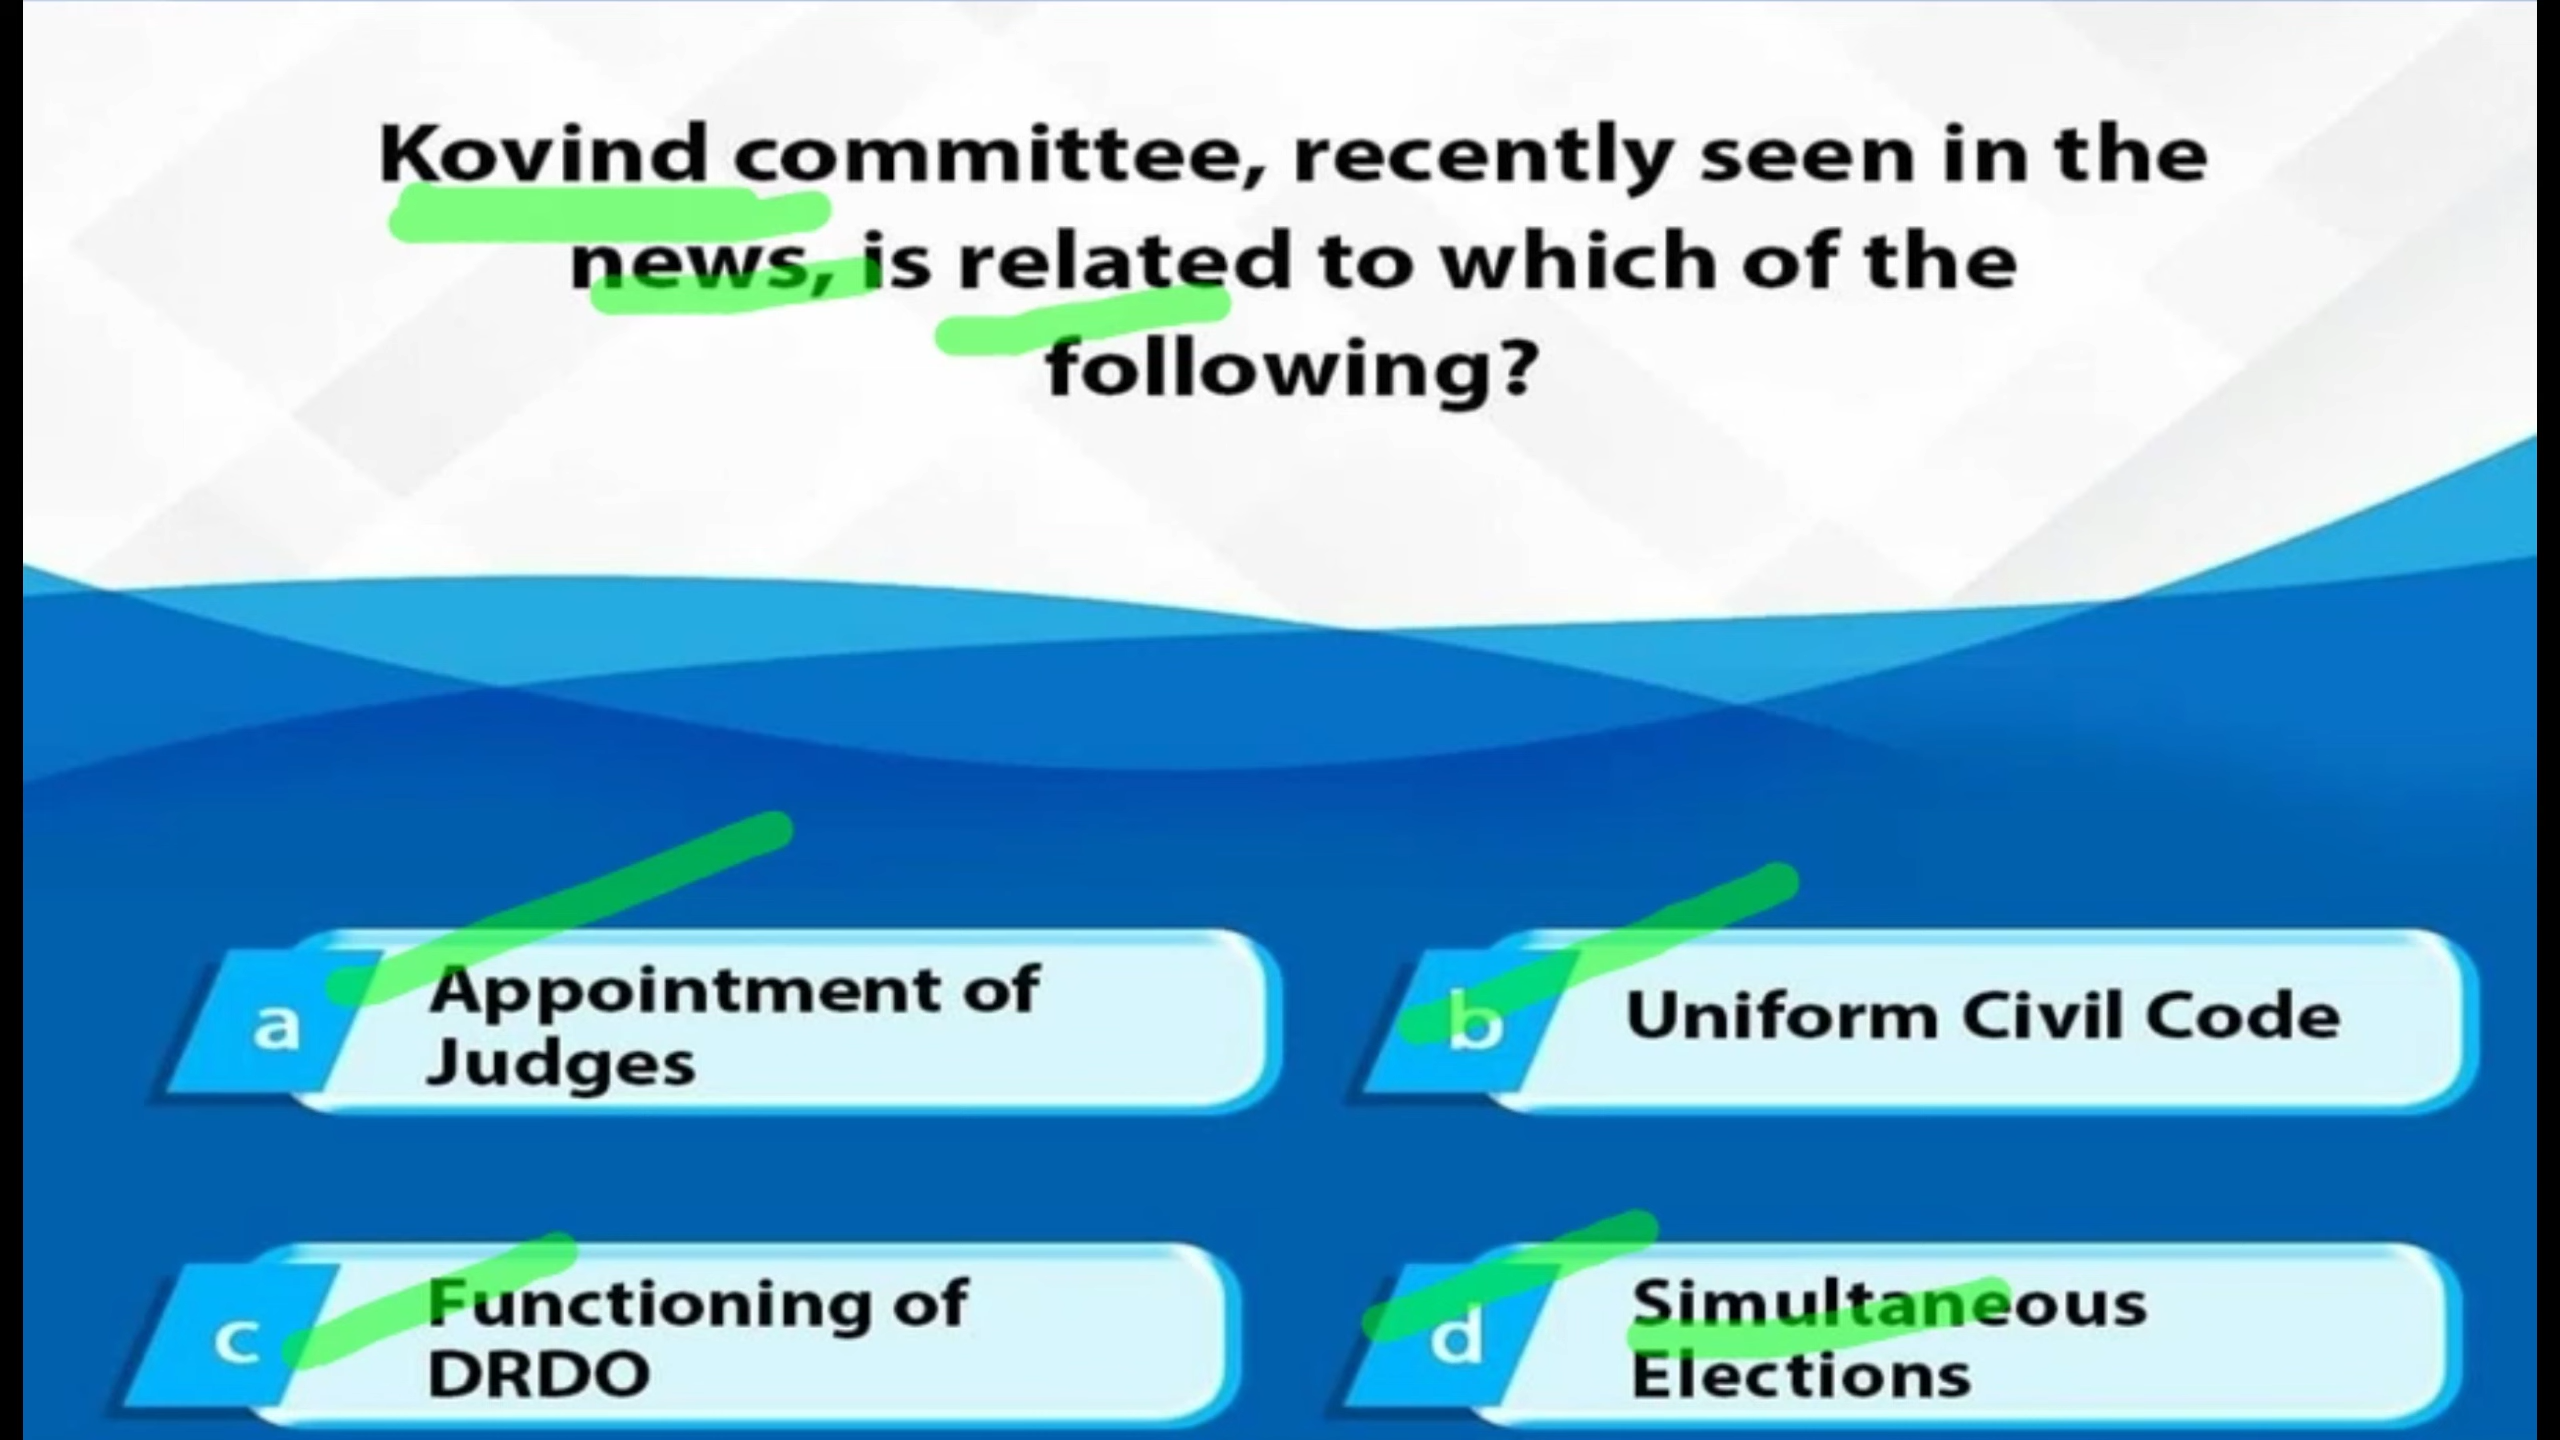 Kovind committee, recently seen in the
news, is related to which of the
following?
a
Appointment of
Judges
b
Uniform Civil Code
c
Functioning of
DRDO
d
Simultaneous
Elections